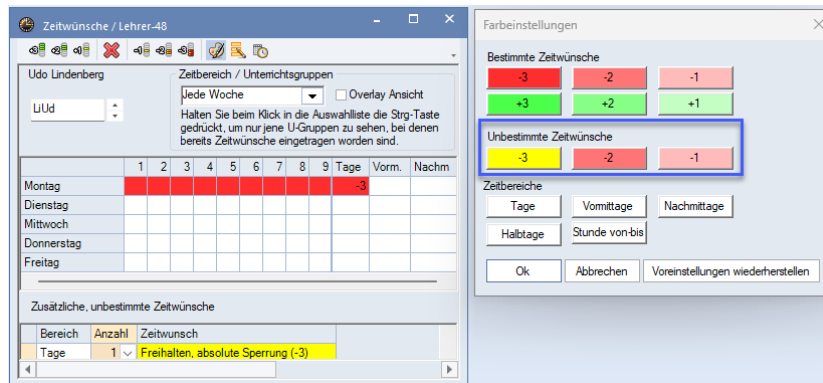 Zeitwünsche / Lehrer-48
Udo Lindenberg
Zeitbereich / Unterrichtsgruppen
LiUd
Jede Woche
Overlay Ansicht
Halten Sie beim Klick in die Auswahlliste die Strg-Taste
gedrückt, um nur jene U-Gruppen zu sehen, bei denen
bereits Zeitwünsche eingetragen worden sind.
1 2 3 4 5 6 7 8 9 Tage Vorm. Nachm
Montag -3
Dienstag
Mittwoch
Donnerstag
Freitag
Zusätzliche, unbestimmte Zeitwünsche
Bereich Anzahl Zeitwunsch
Tage 1 Freihalten, absolute Sperrung (-3)
Farbeinstellungen
Bestimmte Zeitwünsche
-3 -2 -1
+3 +2 +1
Unbestimmte Zeitwünsche
-3 -2 -1
Zeitbereiche
Tage Vormittage Nachmittage
Halbtage Stunde von-bis
Ok Abbrechen Voreinstellungen wiederherstellen